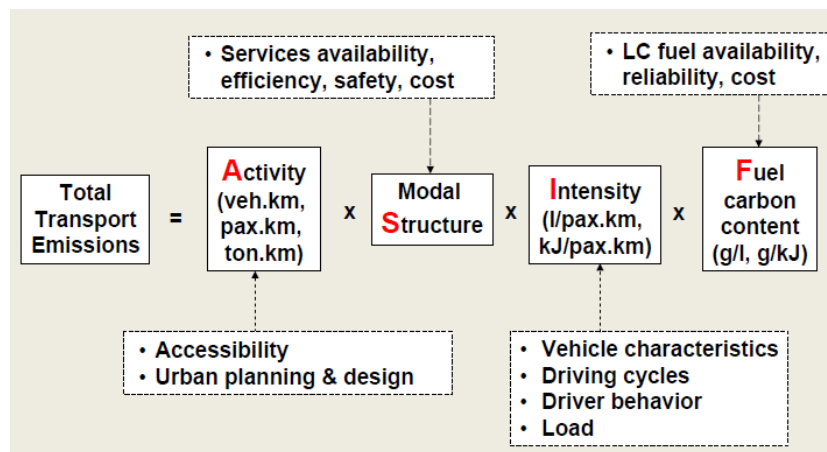 • Services availability,
efficiency, safety, cost
• LC fuel availability,
reliability, cost
Total
Transport
Emissions
=
Activity
(veh.km,
pax.km,
ton.km)
x
Modal
Structure
x
Intensity
(l/pax.km,
kJ/pax.km)
x
Fuel
carbon
content
(g/l, g/kJ)
• Accessibility
• Urban planning & design
• Vehicle characteristics
• Driving cycles
• Driver behavior
• Load